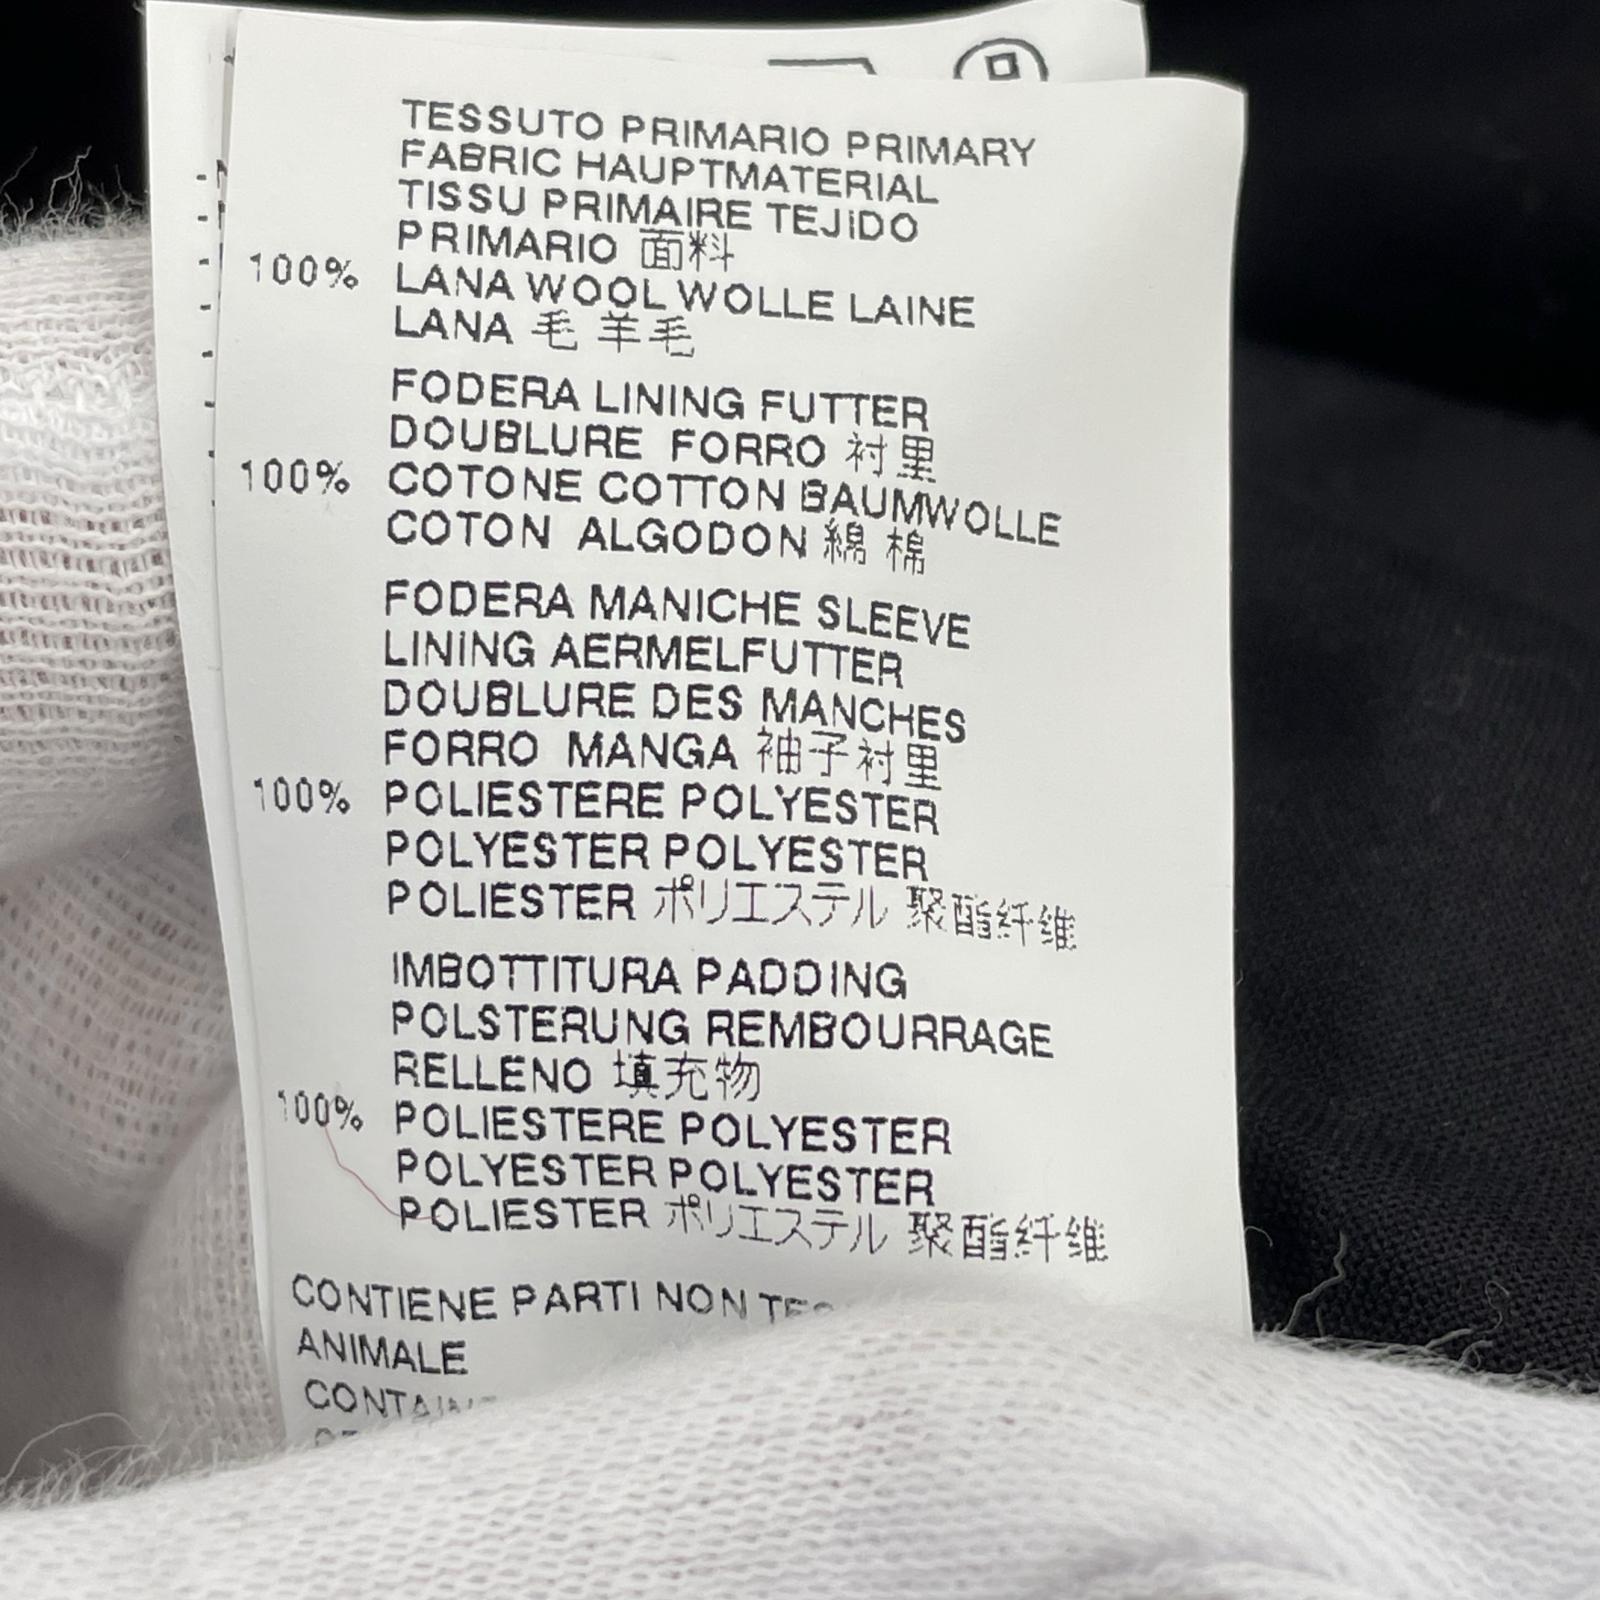 TESSUTO PRIMARIO PRIMARY
FABRIC HAUPTMATERIAL
TISSU PRIMAIRE TEJIDO
PRIMARIO 面料
100% LANA WOOL WOLLE LAINE
LANA 毛 羊毛
FODERA LINING FUTTER
DOUBLURE FORRO 衬里
100% COTONE COTTON BAUMWOLLE
COTON ALGODON 綿 棉
FODERA MANICHE SLEEVE
LINING AERMELFUTTER
DOUBLURE DES MANCHES
FORRO MANGA 袖子衬里
100% POLIESTERE POLYESTER
POLYESTER POLYESTER
POLIESTER ポリエステル 聚酯纤维
IMBOTTITURA PADDING
POLSTERUNG REMBOURRAGE
RELLENO 填充物
100% POLIESTERE POLYESTER
POLYESTER POLYESTER
POLIESTER ポリエステル 聚酯纤维
CONTIENE PARTI NON
ANIMALE